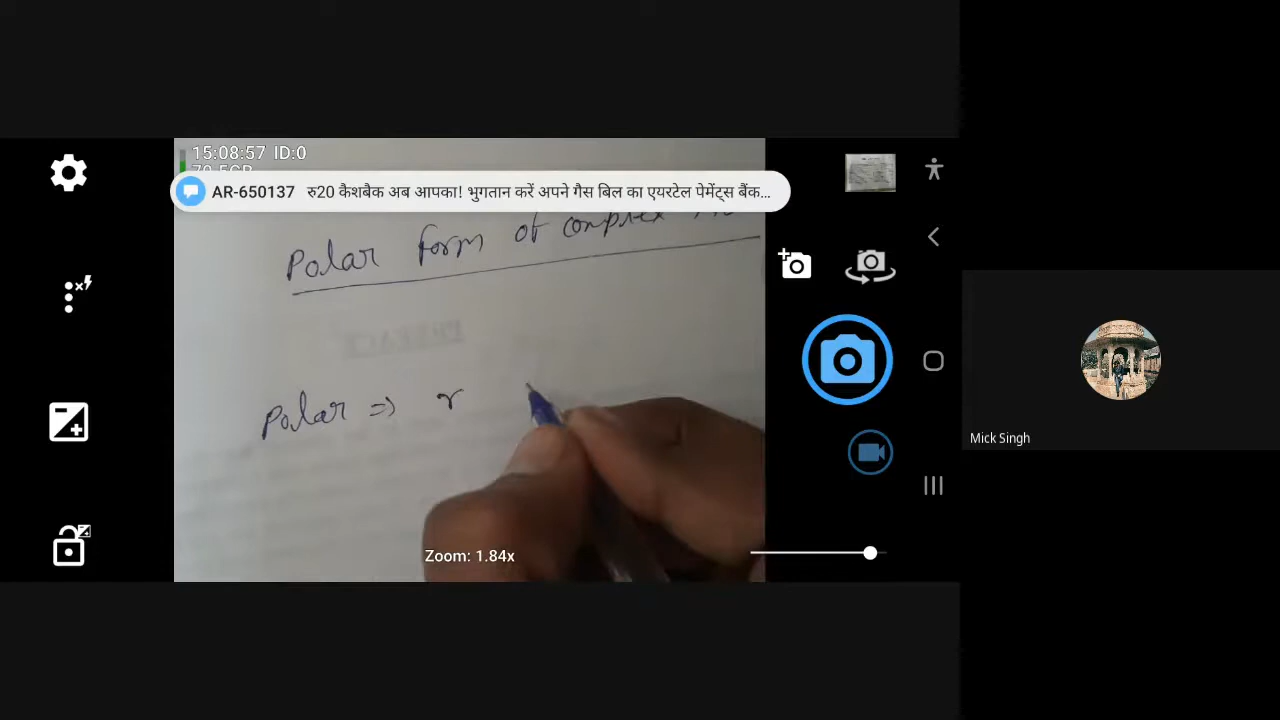 15:08:57 ID:0
AR-650137 रु20 कैशबैक अब आपका! भुगतान करें अपने गैस बिल का एयरटेल पेमेंट्स बैंक...
Polar form of complex
Polar => r
Zoom: 1.84x
Mick Singh